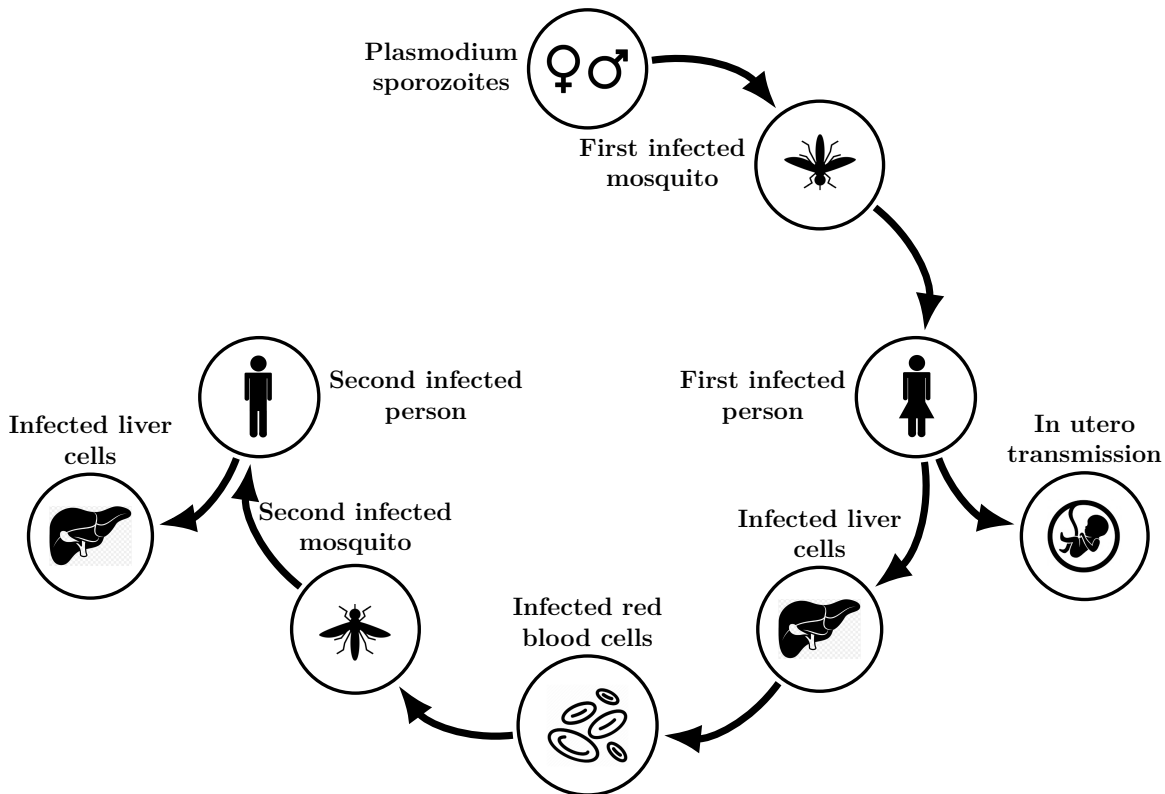 Plasmodium
sporozoites
First infected
mosquito
First infected
person
In utero
transmission
Infected liver
cells
Infected red
blood cells
Second infected
mosquito
Second infected
person
Infected liver
cells